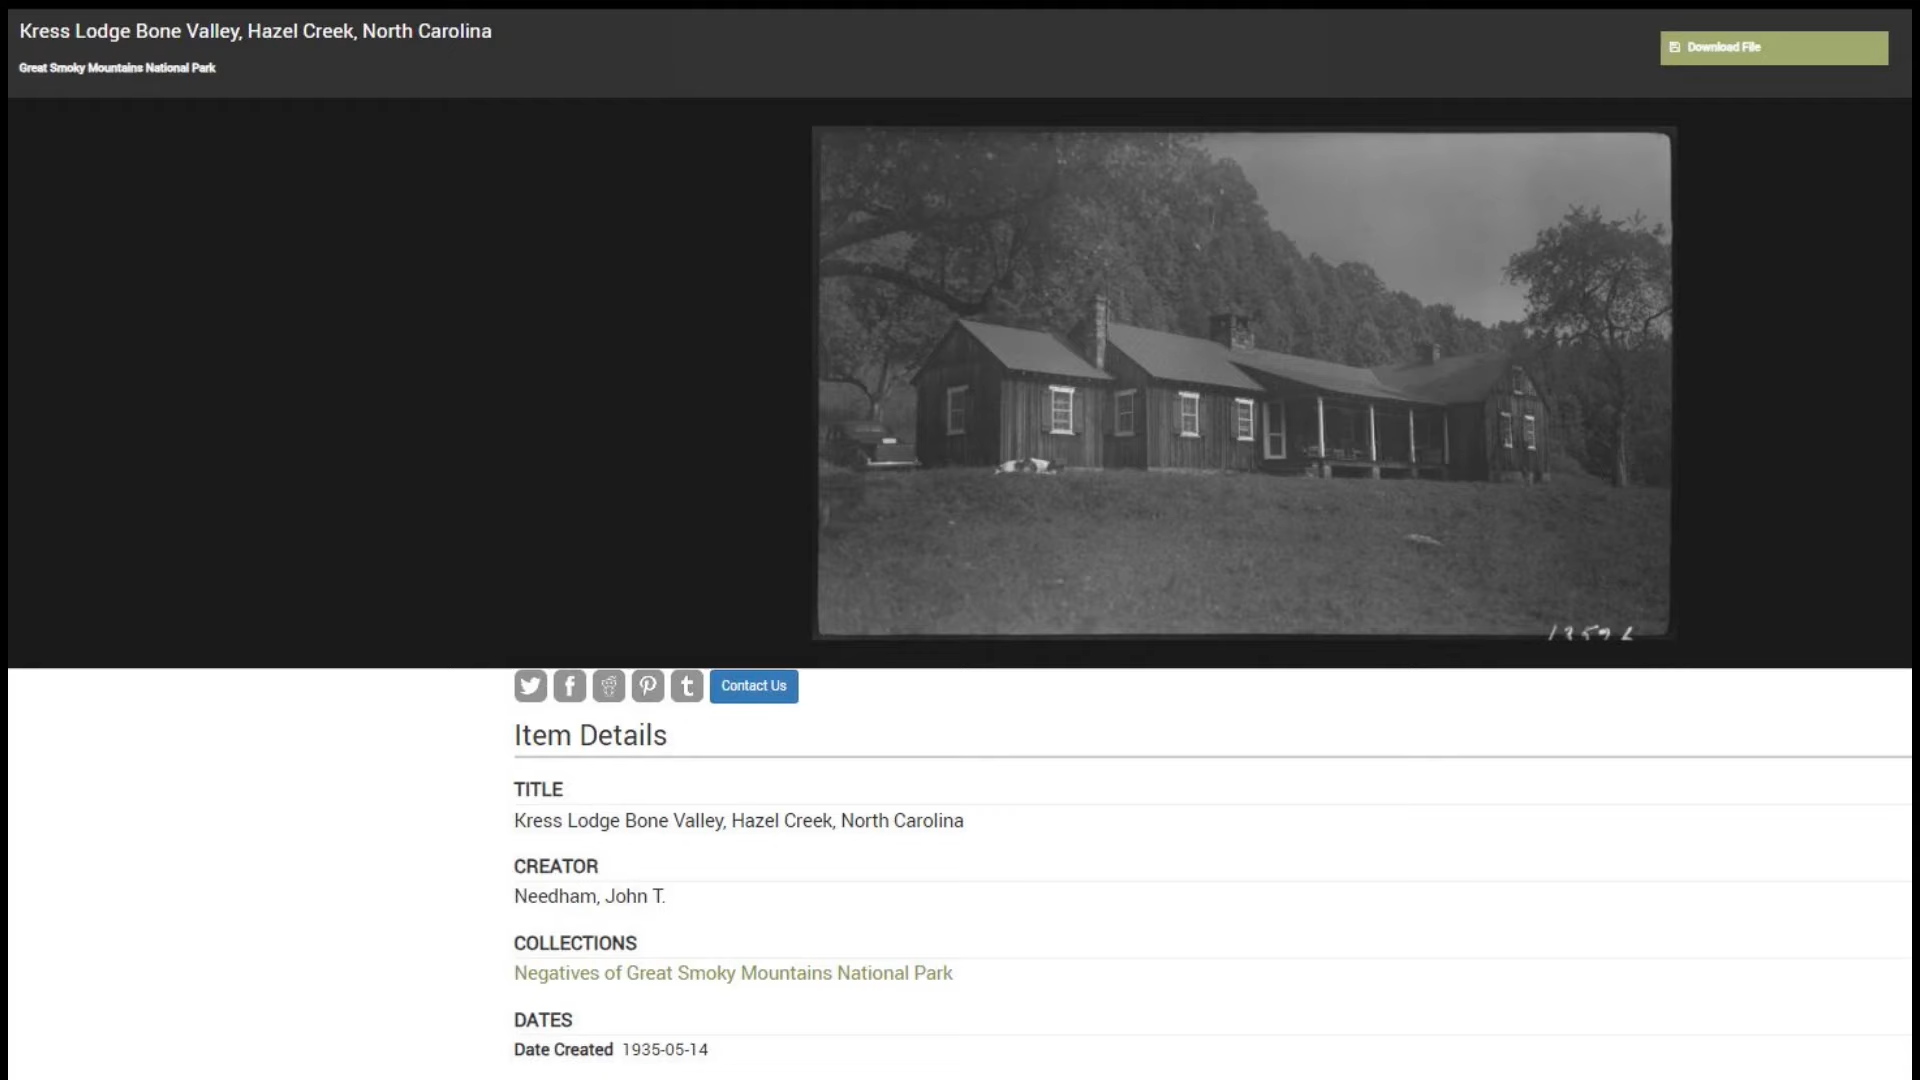 Kress Lodge Bone Valley, Hazel Creek, North Carolina
Great Smoky Mountains National Park
Download File
Contact Us
Item Details
TITLE
Kress Lodge Bone Valley, Hazel Creek, North Carolina
CREATOR
Needham, John T.
COLLECTIONS
Negatives of Great Smoky Mountains National Park
DATES
Date Created 1935-05-14